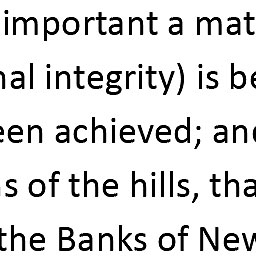 important a mat
nal integrity) is be
een achieved; and
s of the hills, tha
the Banks of New